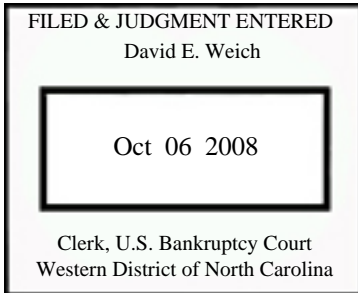 FILED & JUDGMENT ENTERED
David E. Weich
Oct 06 2008
Clerk, U.S. Bankruptcy Court
Western District of North Carolina